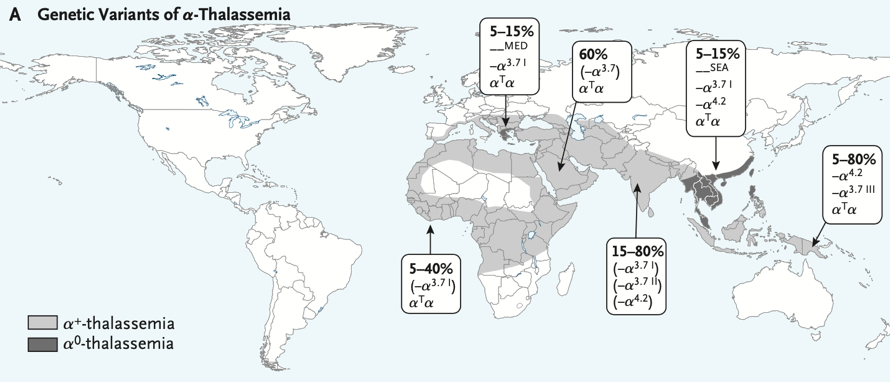 A Genetic Variants of α-Thalassemia
5–15%
__MED
-α3.7 I
αTα
60%
(-α3.7)
αTα
5–15%
__SEA
-α3.7 I
-α4.2
αTα
5–80%
-α4.2
-α3.7 III
αTα
5–40%
(-α3.7 I)
αTα
15–80%
(-α3.7 I)
(-α3.7 II)
(-α4.2)
α+-thalassemia
α0-thalassemia